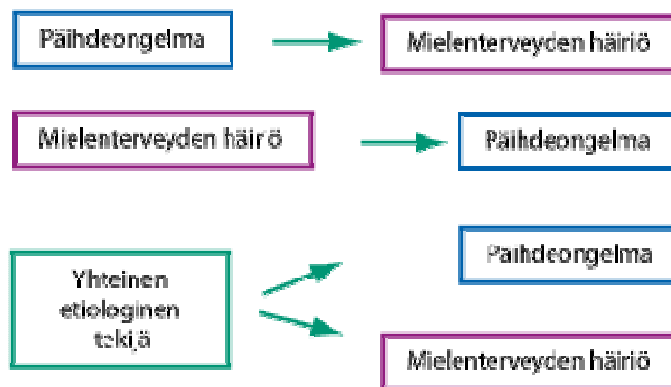 Päihdeongelma
Mielenterveyden häiriö
Mielenterveyden häiriö
Päihdeongelma
Yhteinen
etiologinen
tekijä
Päihdeongelma
Mielenterveyden häiriö